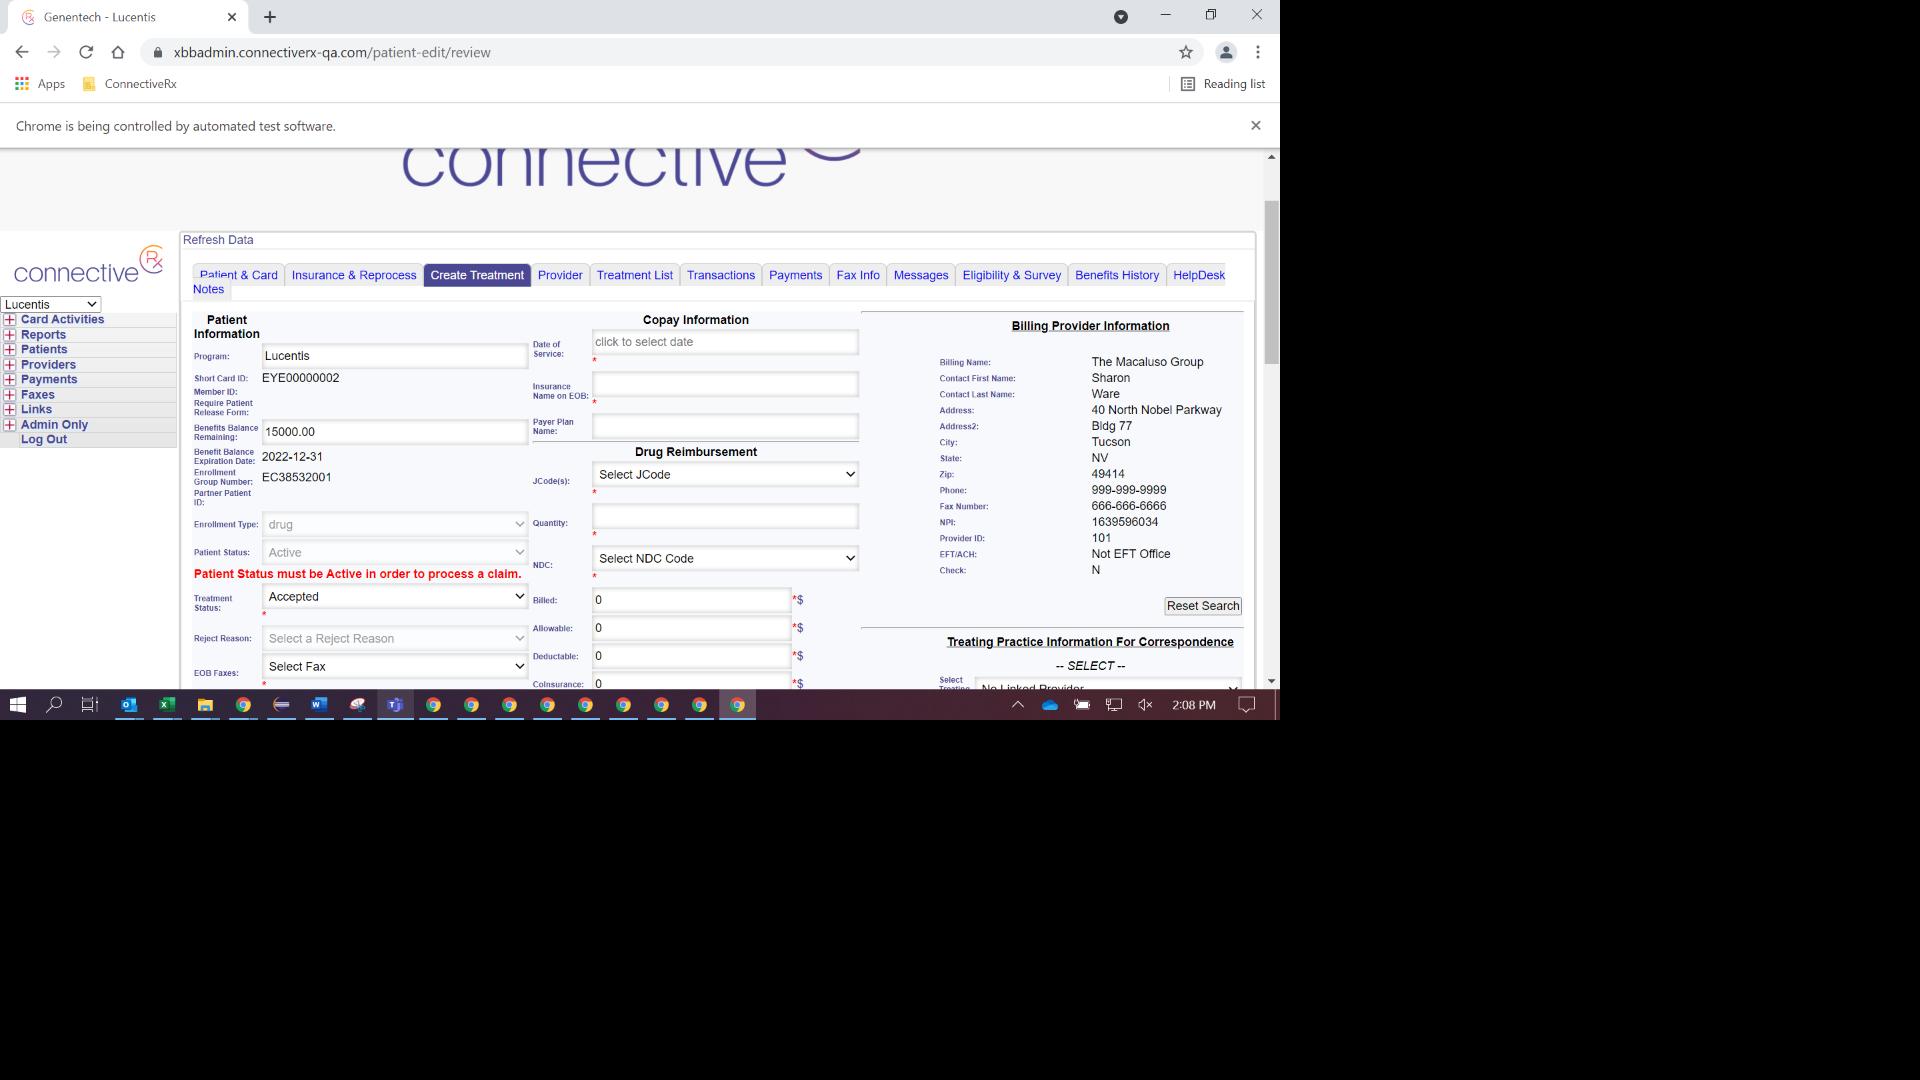 Genentech - Lucentis
xbbadmin.connectiverx-qa.com/patient-edit/review
Apps
ConnectiveRx
Reading list
Chrome is being controlled by automated test software.
connective
Refresh Data
connective Rx
Patient & Card
Insurance & Reprocess
Create Treatment
Provider
Treatment List
Transactions
Payments
Fax Info
Messages
Eligibility & Survey
Benefits History
HelpDesk
Notes
Lucentis
Card Activities
Reports
Patients
Providers
Payments
Faxes
Links
Admin Only
Log Out
Patient
Information
Program: Lucentis
Short Card ID: EYE00000002
Member ID:
Require Patient
Release Form:
Benefits Balance
Remaining: 15000.00
Benefit Balance
Expiration Date: 2022-12-31
Enrollment
Group Number: EC38532001
Partner Patient
ID:
Enrollment Type: drug
Patient Status: Active
Patient Status must be Active in order to process a claim.
Treatment
Status: Accepted
*
Reject Reason: Select a Reject Reason
EOB Faxes: Select Fax
*
Copay Information
Date of
Service: click to select date
*
Insurance
Name on EOB:
*
Payer Plan
Name:
Drug Reimbursement
JCode(s): Select JCode
*
Quantity:
*
NDC: Select NDC Code
*
Billed: 0 *$
Allowable: 0 *$
Deductable: 0 *$
CoInsurance: 0 *$
Billing Provider Information
Billing Name: The Macaluso Group
Contact First Name: Sharon
Contact Last Name: Ware
Address: 40 North Nobel Parkway
Address2: Bldg 77
City: Tucson
State: NV
Zip: 49414
Phone: 999-999-9999
Fax Number: 666-666-6666
NPI: 1639596034
Provider ID: 101
EFT/ACH: Not EFT Office
Check: N
Reset Search
Treating Practice Information For Correspondence
-- SELECT --
Select
Treating No Linked Provider
2:08 PM